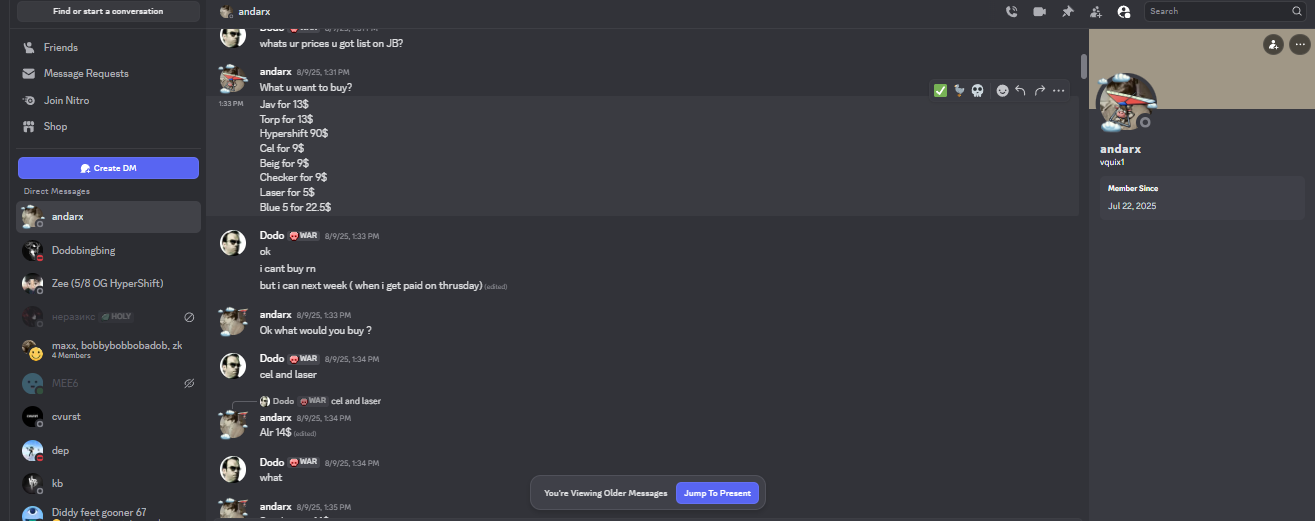 Find or start a conversation
Friends
Message Requests
Join Nitro
Shop
Create DM
Direct Messages
andarx
Dodobingbing
Zee (5/8 OG HyperShift)
неразикс HOLY
maxx, bobbybobbobadob, zk
4 Members
MEE6
cvurst
dep
kb
Diddy feet gooner 67
andarx
Search
Dodo WAR 8/9/25, 1:31 PM
whats ur prices u got list on JB?
andarx 8/9/25, 1:31 PM
What u want to buy?
1:33 PM Jav for 13$
Torp for 13$
Hypershift 90$
Cel for 9$
Beig for 9$
Checker for 9$
Laser for 5$
Blue 5 for 22.5$
Dodo WAR 8/9/25, 1:33 PM
ok
i cant buy rn
but i can next week ( when i get paid on thrusday) (edited)
andarx 8/9/25, 1:33 PM
Ok what would you buy ?
Dodo WAR 8/9/25, 1:34 PM
cel and laser
Dodo WAR cel and laser
andarx 8/9/25, 1:34 PM
Alr 14$ (edited)
Dodo WAR 8/9/25, 1:34 PM
what
andarx 8/9/25, 1:35 PM
You're Viewing Older Messages
Jump To Present
andarx
vquix1
Member Since
Jul 22, 2025